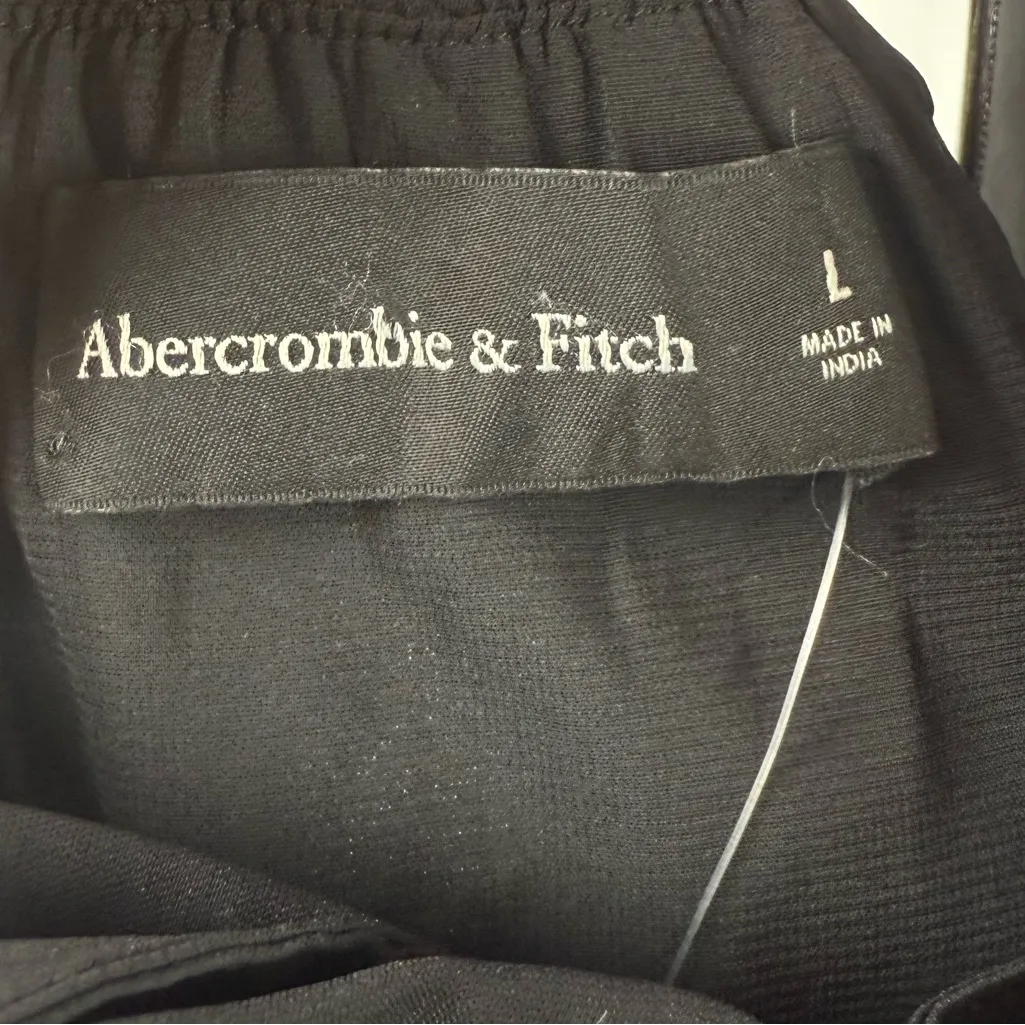 Abercrombie & Fitch
L
MADE IN
INDIA